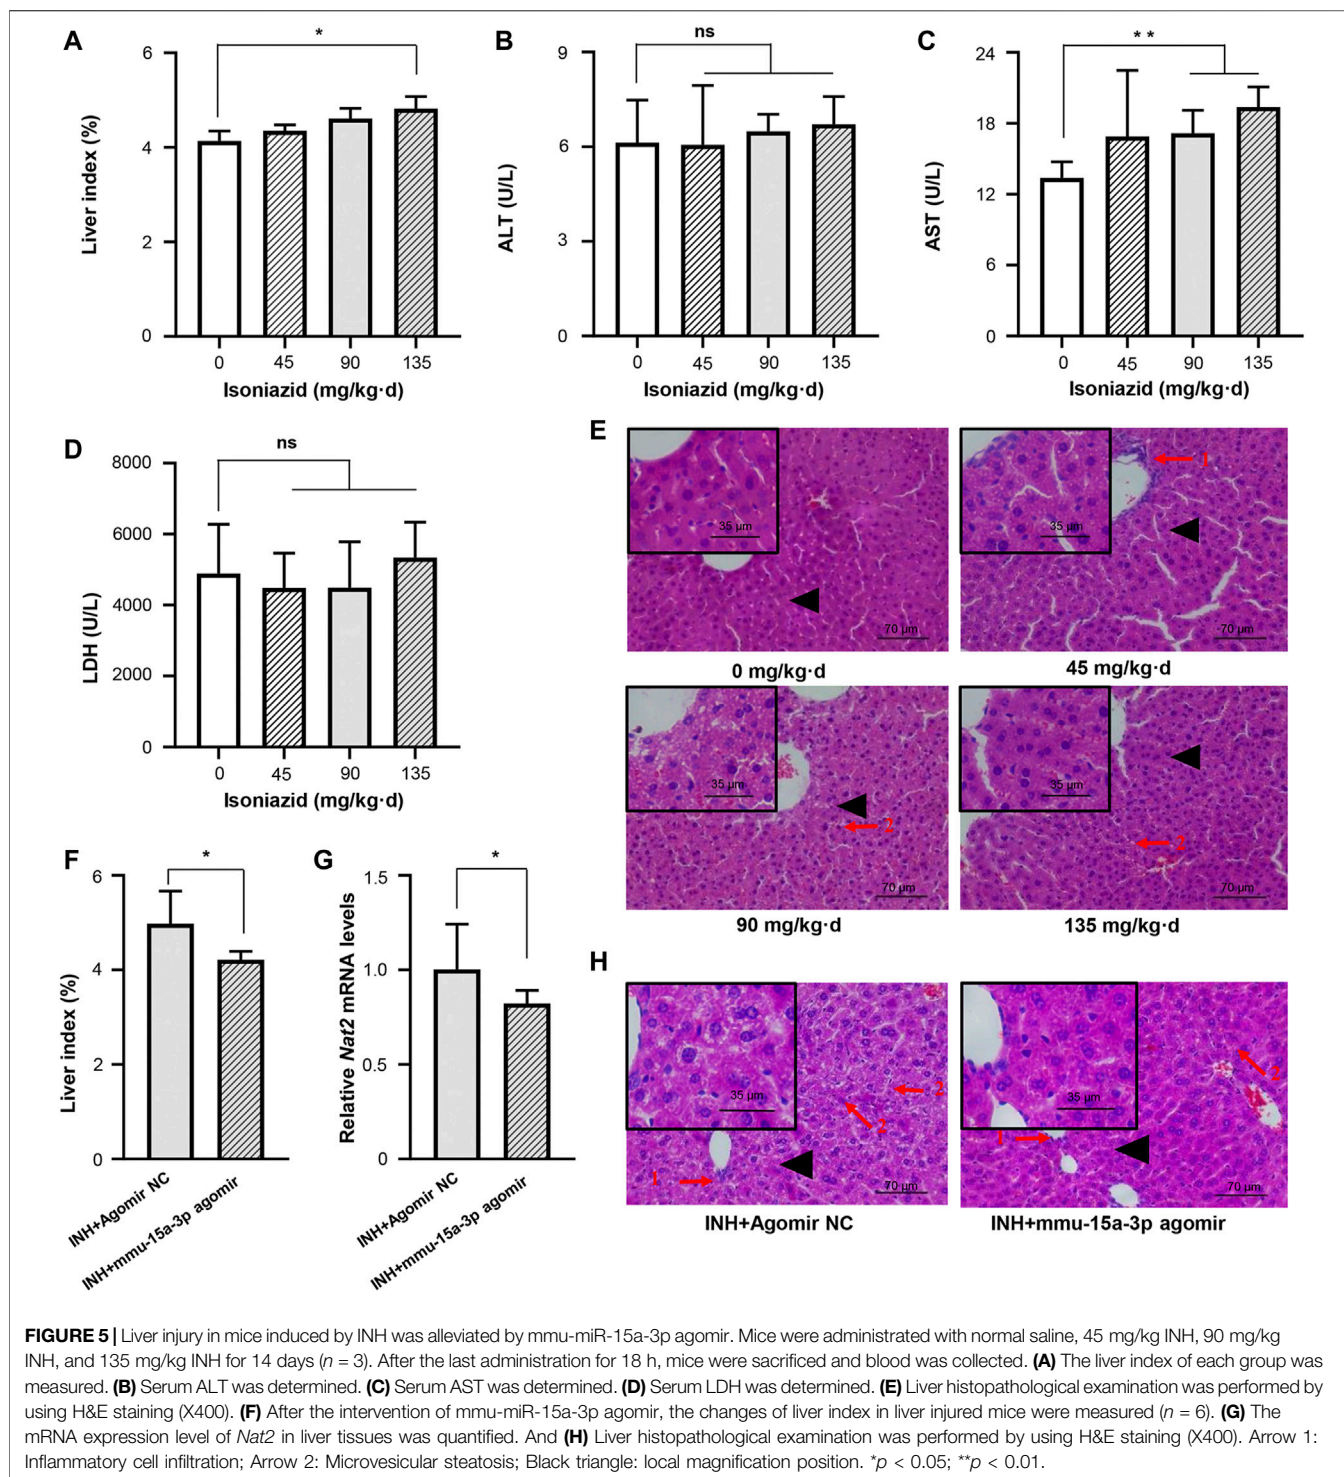 A
6
4
2
0
Liver index (%)
*
0 45 90 135
Isoniazid (mg/kg·d)
B
9
6
3
0
ALT (U/L)
ns
0 45 90 135
Isoniazid (mg/kg·d)
C
24
18
12
6
0
AST (U/L)
**
0 45 90 135
Isoniazid (mg/kg·d)
D
8000
6000
4000
2000
0
LDH (U/L)
ns
0 45 90 135
Isoniazid (mg/kg·d)
E
35 µm
70 µm
0 mg/kg·d
35 µm
1
70 µm
45 mg/kg·d
35 µm
2
70 µm
90 mg/kg·d
35 µm
2
70 µm
135 mg/kg·d
F
6
4
2
0
Liver index (%)
*
INH+Agomir NC
INH+mmu-15a-3p agomir
G
1.5
1.0
0.5
0
Relative Nat2 mRNA levels
*
INH+Agomir NC
INH+mmu-15a-3p agomir
H
35 µm
2
2
1
70 µm
INH+Agomir NC
35 µm
2
1
70 µm
INH+mmu-15a-3p agomir
FIGURE 5 | Liver injury in mice induced by INH was alleviated by mmu-miR-15a-3p agomir. Mice were administrated with normal saline, 45 mg/kg INH, 90 mg/kg
INH, and 135 mg/kg INH for 14 days (n = 3). After the last administration for 18 h, mice were sacrificed and blood was collected. (A) The liver index of each group was
measured. (B) Serum ALT was determined. (C) Serum AST was determined. (D) Serum LDH was determined. (E) Liver histopathological examination was performed by
using H&E staining (X400). (F) After the intervention of mmu-miR-15a-3p agomir, the changes of liver index in liver injured mice were measured (n = 6). (G) The
mRNA expression level of Nat2 in liver tissues was quantified. And (H) Liver histopathological examination was performed by using H&E staining (X400). Arrow 1:
Inflammatory cell infiltration; Arrow 2: Microvesicular steatosis; Black triangle: local magnification position. *p < 0.05; **p < 0.01.